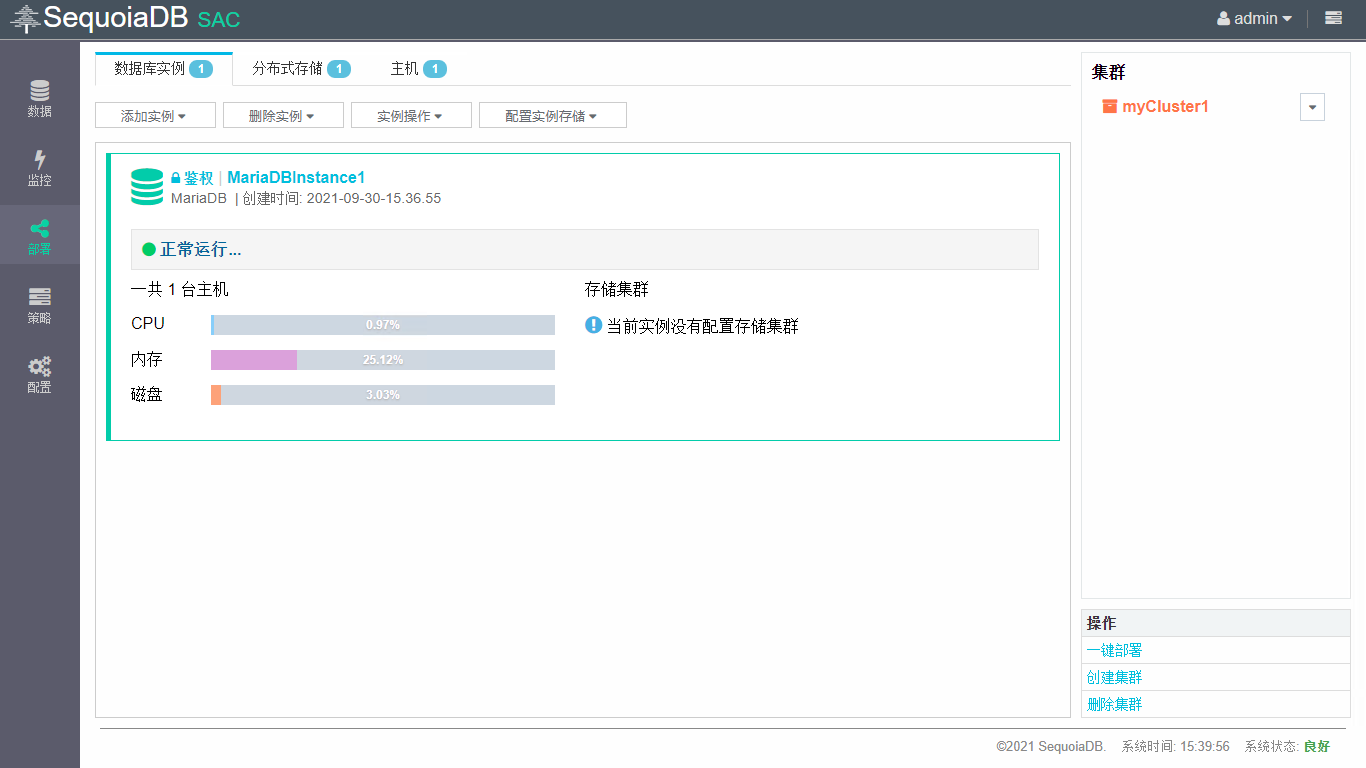 SequoiaDB SAC
admin
数据
监控
部署
策略
配置
数据库实例 1 分布式存储 1 主机 1
添加实例 删除实例 实例操作 配置实例存储
鉴权 | MariaDBInstance1
MariaDB | 创建时间: 2021-09-30-15.36.55
正常运行...
一共 1 台主机
CPU 0.97%
内存 25.12%
磁盘 3.03%
存储集群
当前实例没有配置存储集群
集群
myCluster1
操作
一键部署
创建集群
删除集群
©2021 SequoiaDB. 系统时间: 15:39:56 系统状态: 良好